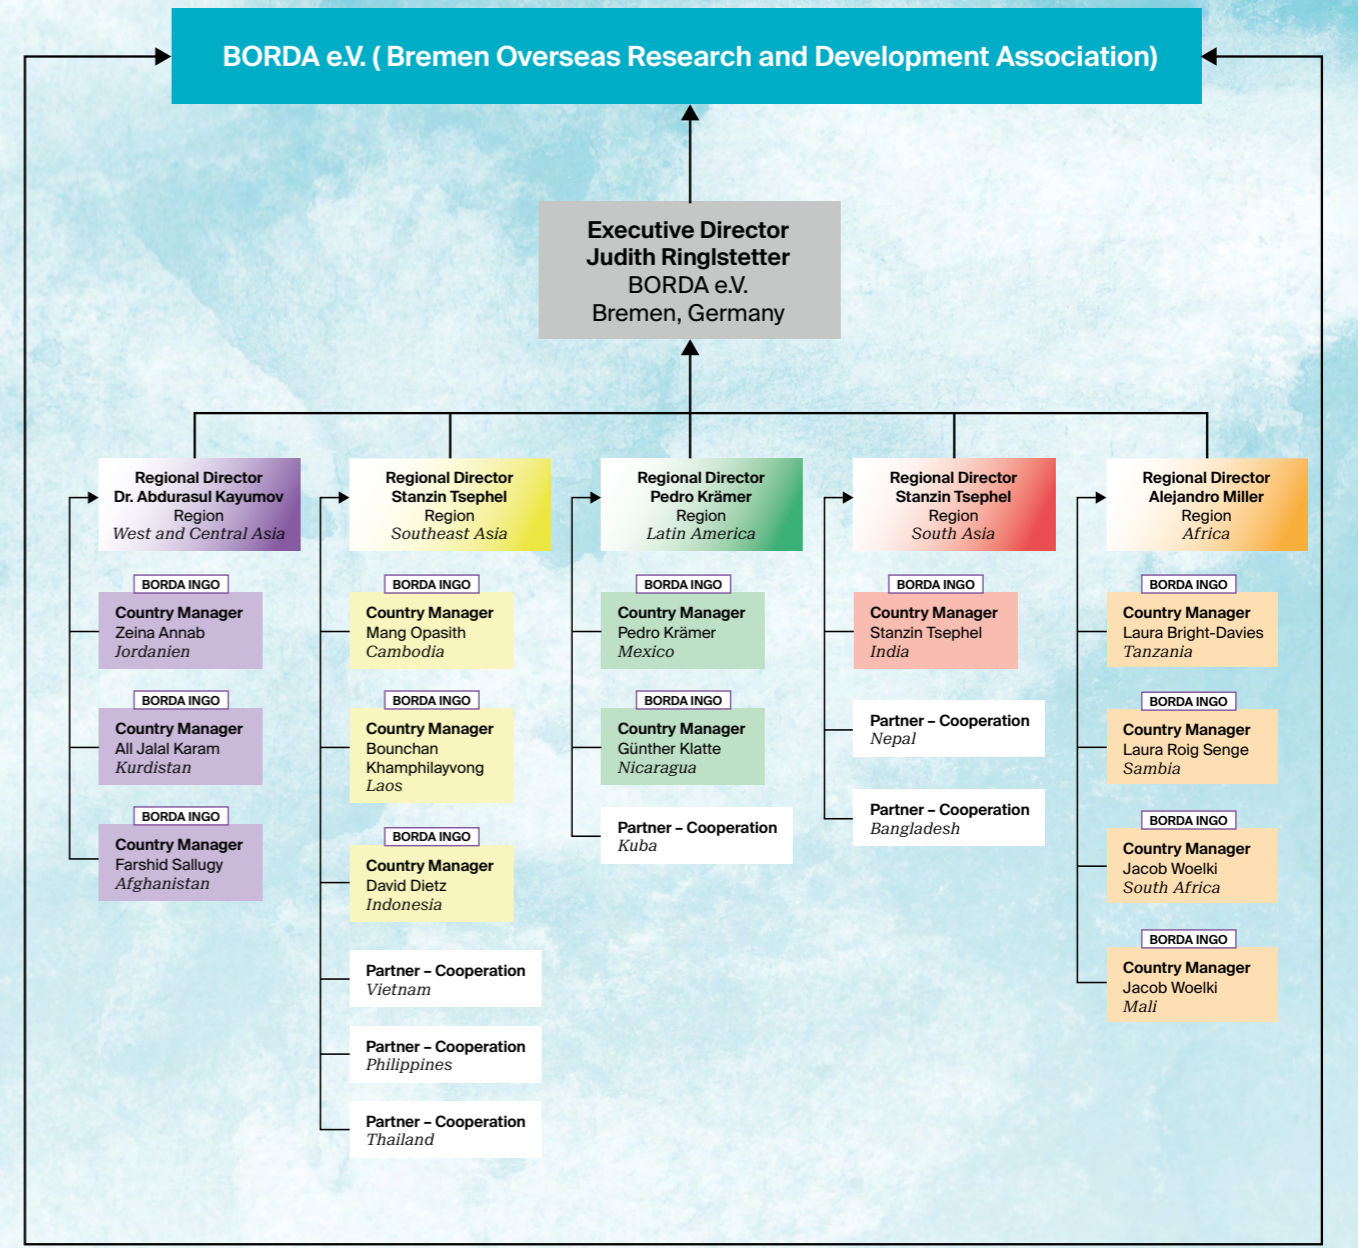 BORDA e.V. ( Bremen Overseas Research and Development Association)
Executive Director
Judith Ringlstetter
BORDA e.V.
Bremen, Germany
Regional Director
Dr. Abdurasul Kayumov
Region
West and Central Asia
BORDA INGO
Country Manager
Zeina Annab
Jordanien
BORDA INGO
Country Manager
All Jalal Karam
Kurdistan
BORDA INGO
Country Manager
Farshid Sallugy
Afghanistan
Regional Director
Stanzin Tsephel
Region
Southeast Asia
BORDA INGO
Country Manager
Mang Opasith
Cambodia
BORDA INGO
Country Manager
Bounchan
Khamphilayvong
Laos
BORDA INGO
Country Manager
David Dietz
Indonesia
Partner – Cooperation
Vietnam
Partner – Cooperation
Philippines
Partner – Cooperation
Thailand
Regional Director
Pedro Krämer
Region
Latin America
BORDA INGO
Country Manager
Pedro Krämer
Mexico
BORDA INGO
Country Manager
Günther Klatte
Nicaragua
Partner – Cooperation
Kuba
Regional Director
Stanzin Tsephel
Region
South Asia
BORDA INGO
Country Manager
Stanzin Tsephel
India
Partner – Cooperation
Nepal
Partner – Cooperation
Bangladesh
Regional Director
Alejandro Miller
Region
Africa
BORDA INGO
Country Manager
Laura Bright-Davies
Tanzania
BORDA INGO
Country Manager
Laura Roig Senge
Sambia
BORDA INGO
Country Manager
Jacob Woelki
South Africa
BORDA INGO
Country Manager
Jacob Woelki
Mali